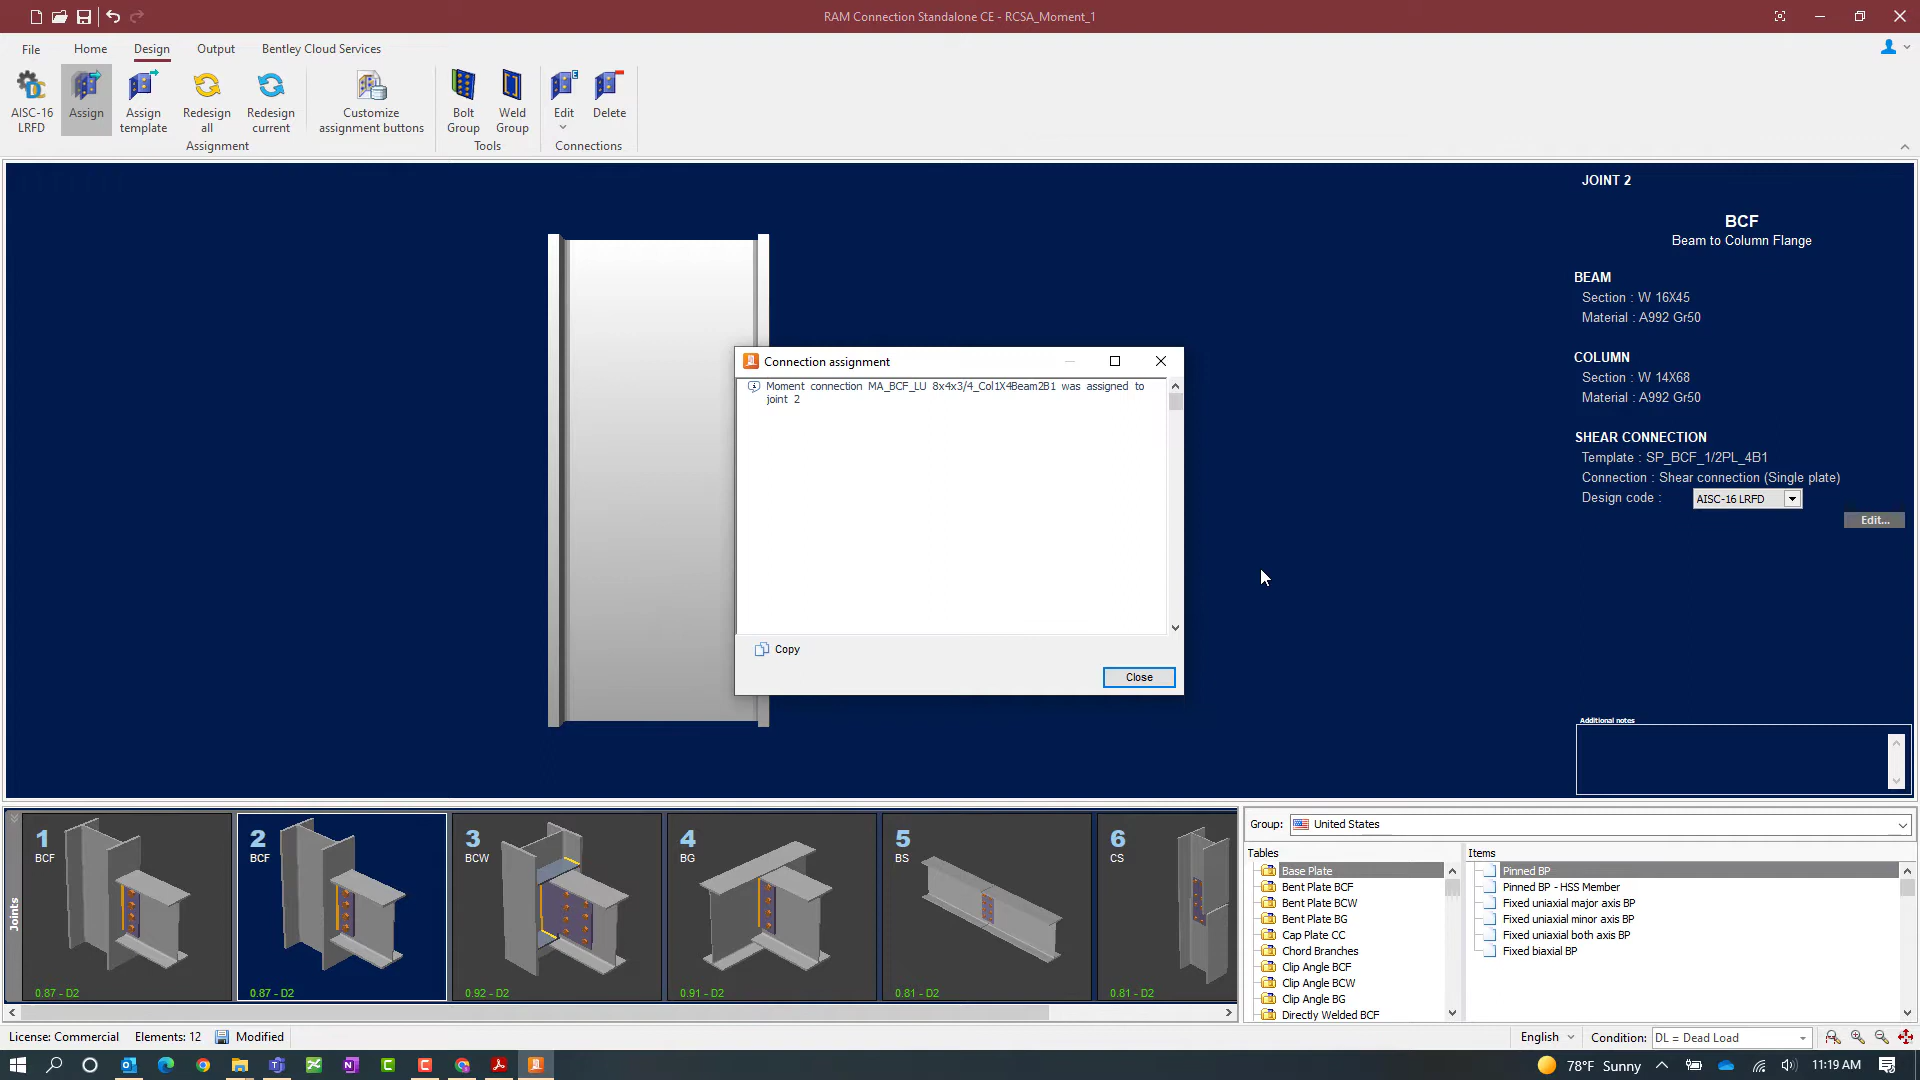 RAM Connection Standalone CE - RCSA_Moment_1
File
Home
Design
Output
Bentley Cloud Services
AISC-16
LRFD
Assign
Assign
template
Redesign
all
Redesign
current
Customize
assignment buttons
Bolt
Group
Weld
Group
Edit
Delete
Assignment
Tools
Connections
JOINT 2
BCF
Beam to Column Flange
BEAM
Section : W 16X45
Material : A992 Gr50
COLUMN
Section : W 14X68
Material : A992 Gr50
SHEAR CONNECTION
Template : SP_BCF_1/2PL_4B1
Connection : Shear connection (Single plate)
Design code :
AISC-16 LRFD
Edit...
Additional notes
Connection assignment
Moment connection MA_BCF_LU 8x4x3/4_Col1X4Beam2B1 was assigned to
joint 2
Copy
Close
Joints
1
BCF
0.87 - D2
2
BCF
0.87 - D2
3
BCW
0.92 - D2
4
BG
0.91 - D2
5
BS
0.81 - D2
6
CS
0.81 - D2
Group:
United States
Tables
Base Plate
Bent Plate BCF
Bent Plate BCW
Bent Plate BG
Cap Plate CC
Chord Branches
Clip Angle BCF
Clip Angle BCW
Clip Angle BG
Directly Welded BCF
Items
Pinned BP
Pinned BP - HSS Member
Fixed uniaxial major axis BP
Fixed uniaxial minor axis BP
Fixed uniaxial both axis BP
Fixed biaxial BP
License: Commercial
Elements: 12
Modified
English
Condition:
DL = Dead Load
78°F Sunny
11:19 AM